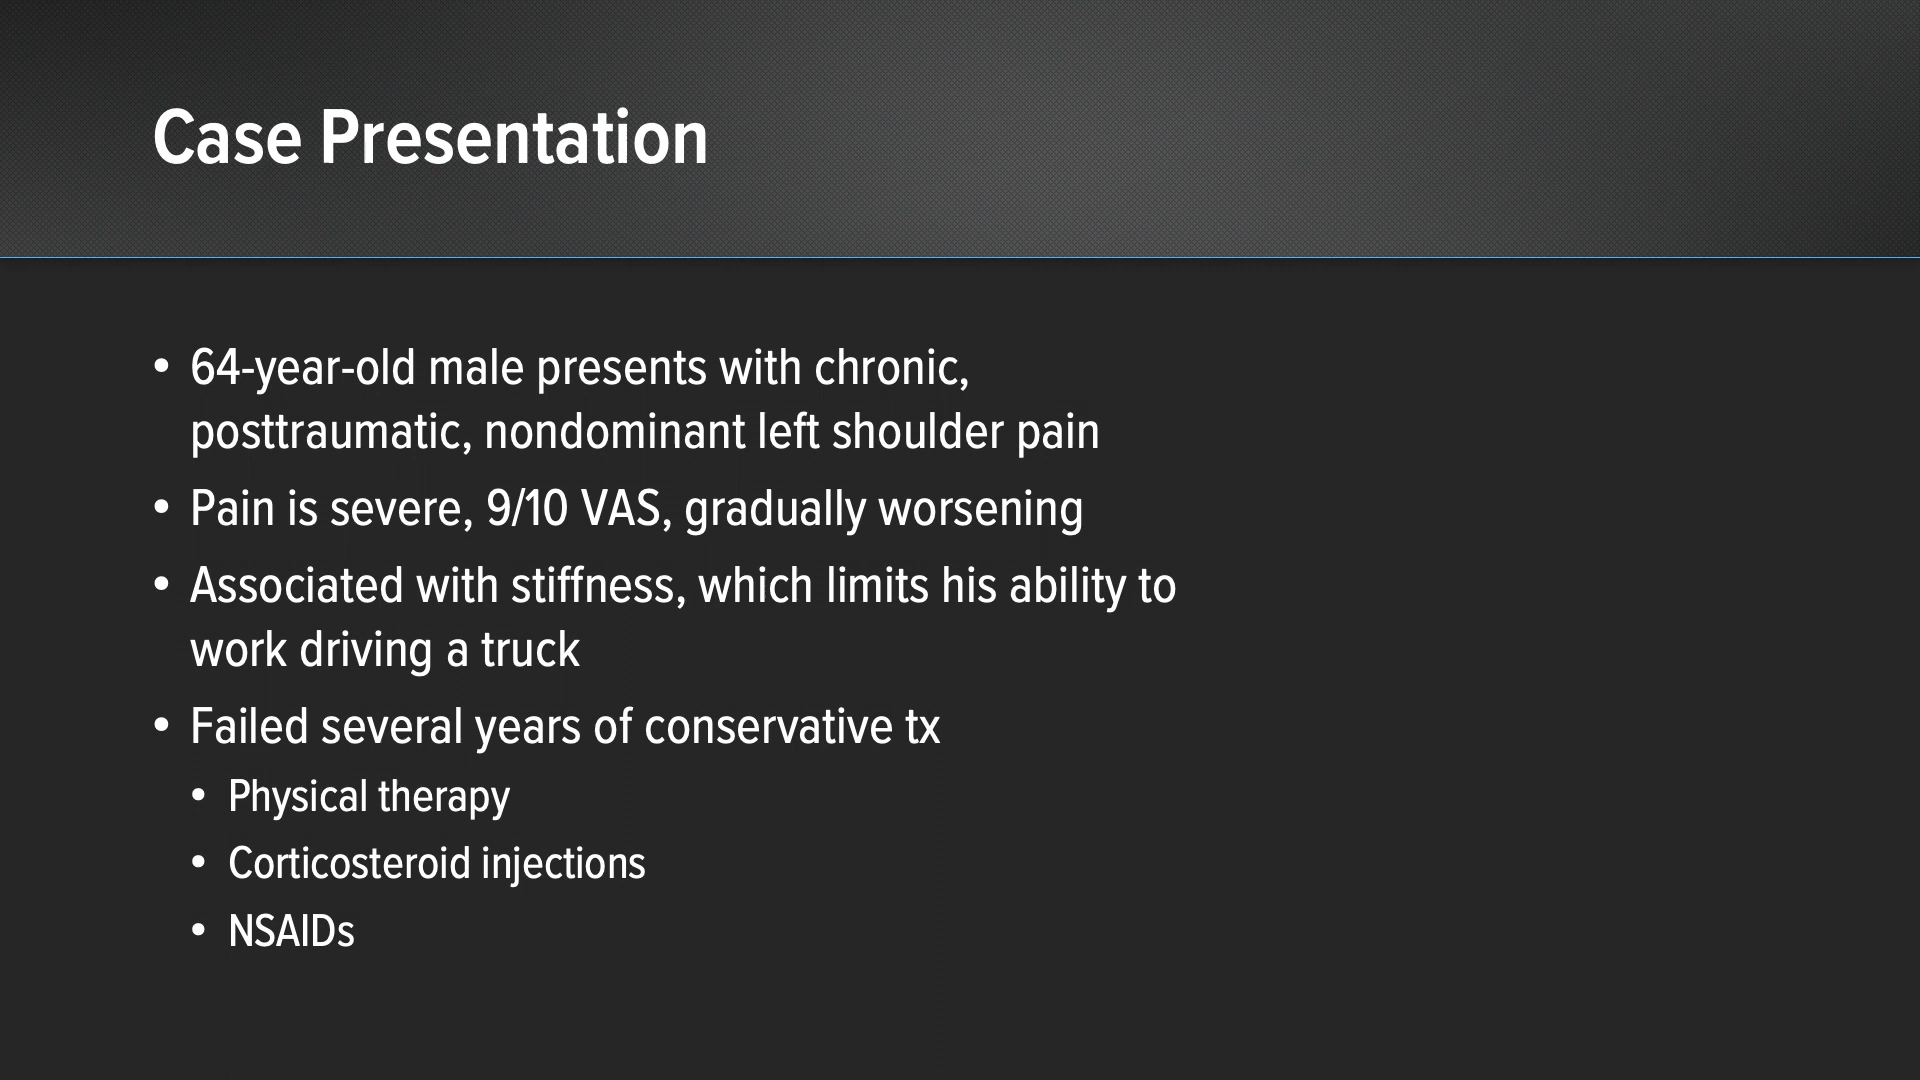 Case Presentation
• 64-year-old male presents with chronic,
posttraumatic, nondominant left shoulder pain
• Pain is severe, 9/10 VAS, gradually worsening
• Associated with stiffness, which limits his ability to
work driving a truck
• Failed several years of conservative tx
• Physical therapy
• Corticosteroid injections
• NSAIDs